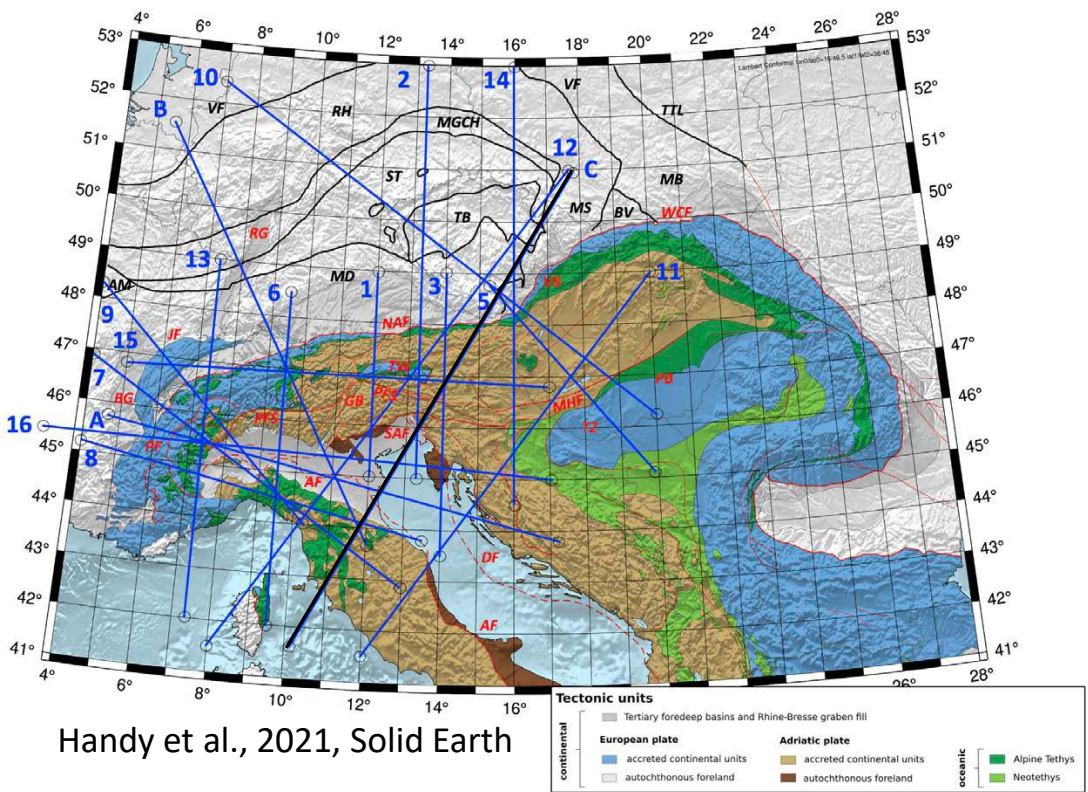 4° 6° 8° 10° 12° 14° 16° 18° 20° 22° 24° 26° 28°
53° 53°
Lambert Conformal
2 14 VF TTL
10
52° VF RH 52°
B MGCH
51° 12 C 51°
ST MB
50° TB MS BV WCF 50°
RG
49° 13 49°
AM 6 MD 1 3 5 VB 11
48° 9 48°
JF NAF
47° 15 TW PB 47°
7 PFS MHF
46° BG GB TZ 46°
16 A PFS SAF
45° 8 PF 45°
AF
44° 44°
43° DF 43°
42° AF 42°
41° 41°
4° 6° 8° 10° 12° 14° 16° 26° 28°
Handy et al., 2021, Solid Earth
Tectonic units
continental
Tertiary foredeep basins and Rhine-Bresse graben fill
European plate Adriatic plate
accreted continental units accreted continental units
autochthonous foreland autochthonous foreland
oceanic
Alpine Tethys
Neotethys